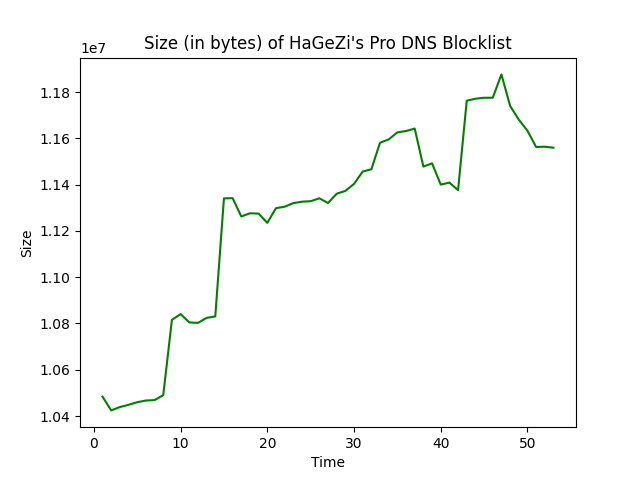 Size (in bytes) of HaGeZi's Pro DNS Blocklist
1e7
1.18
1.16
1.14
1.12
1.10
1.08
1.06
1.04
Size
0 10 20 30 40 50
Time